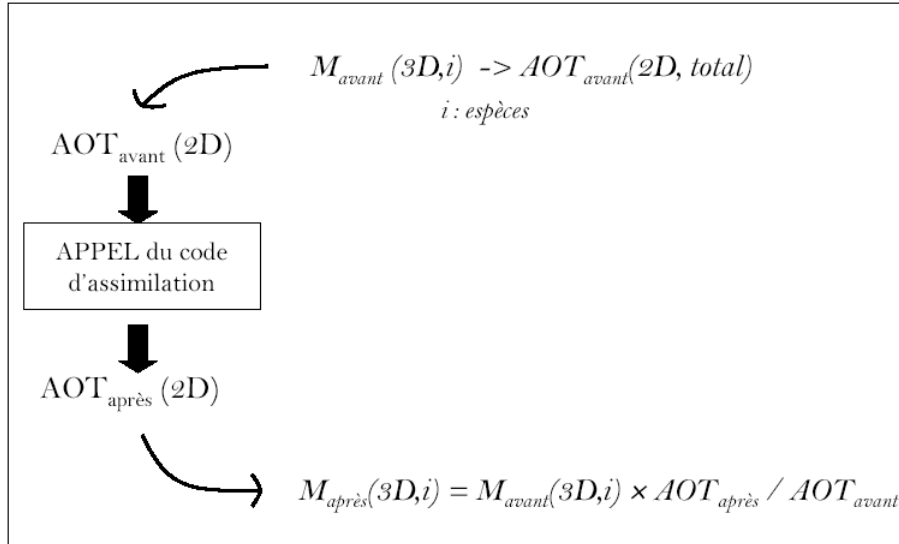 M_avant (3D,i) -> AOT_avant(2D, total)
i : espèces
AOT_avant (2D)
APPEL du code
d'assimilation
AOT_après (2D)
M_après(3D,i) = M_avant(3D,i) × AOT_après / AOT_avant